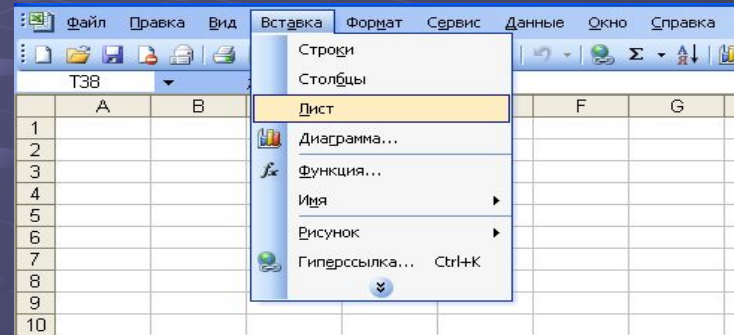 Файл Правка Вид Вставка Формат Сервис Данные Окно Справка
Σ
T38
A B F G
Строки
Столбцы
Лист
Диаграмма...
fx Функция...
Имя
Рисунок
Гиперссылка... Ctrl+K
1
2
3
4
5
6
7
8
9
10